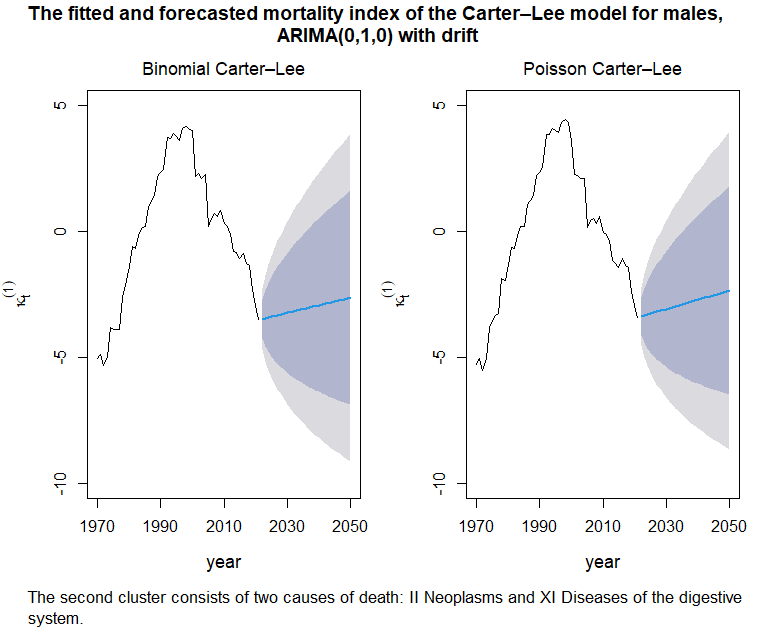 The fitted and forecasted mortality index of the Carter–Lee model for males,
ARIMA(0,1,0) with drift
Binomial Carter–Lee
Poisson Carter–Lee
κt(1)
5
0
-5
-10
1970 1990 2010 2030 2050
year
κt(1)
5
0
-5
-10
1970 1990 2010 2030 2050
year
The second cluster consists of two causes of death: II Neoplasms and XI Diseases of the digestive
system.